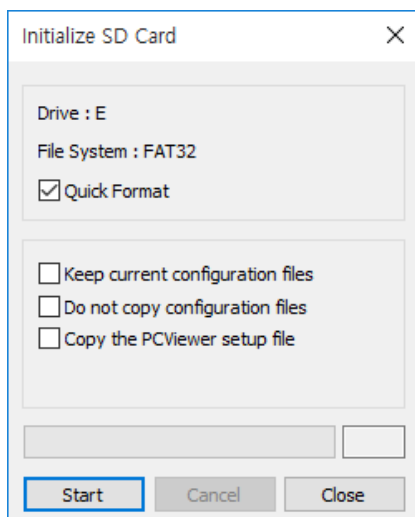 Initialize SD Card
Drive : E
File System : FAT32
Quick Format
Keep current configuration files
Do not copy configuration files
Copy the PCViewer setup file
Start Cancel Close